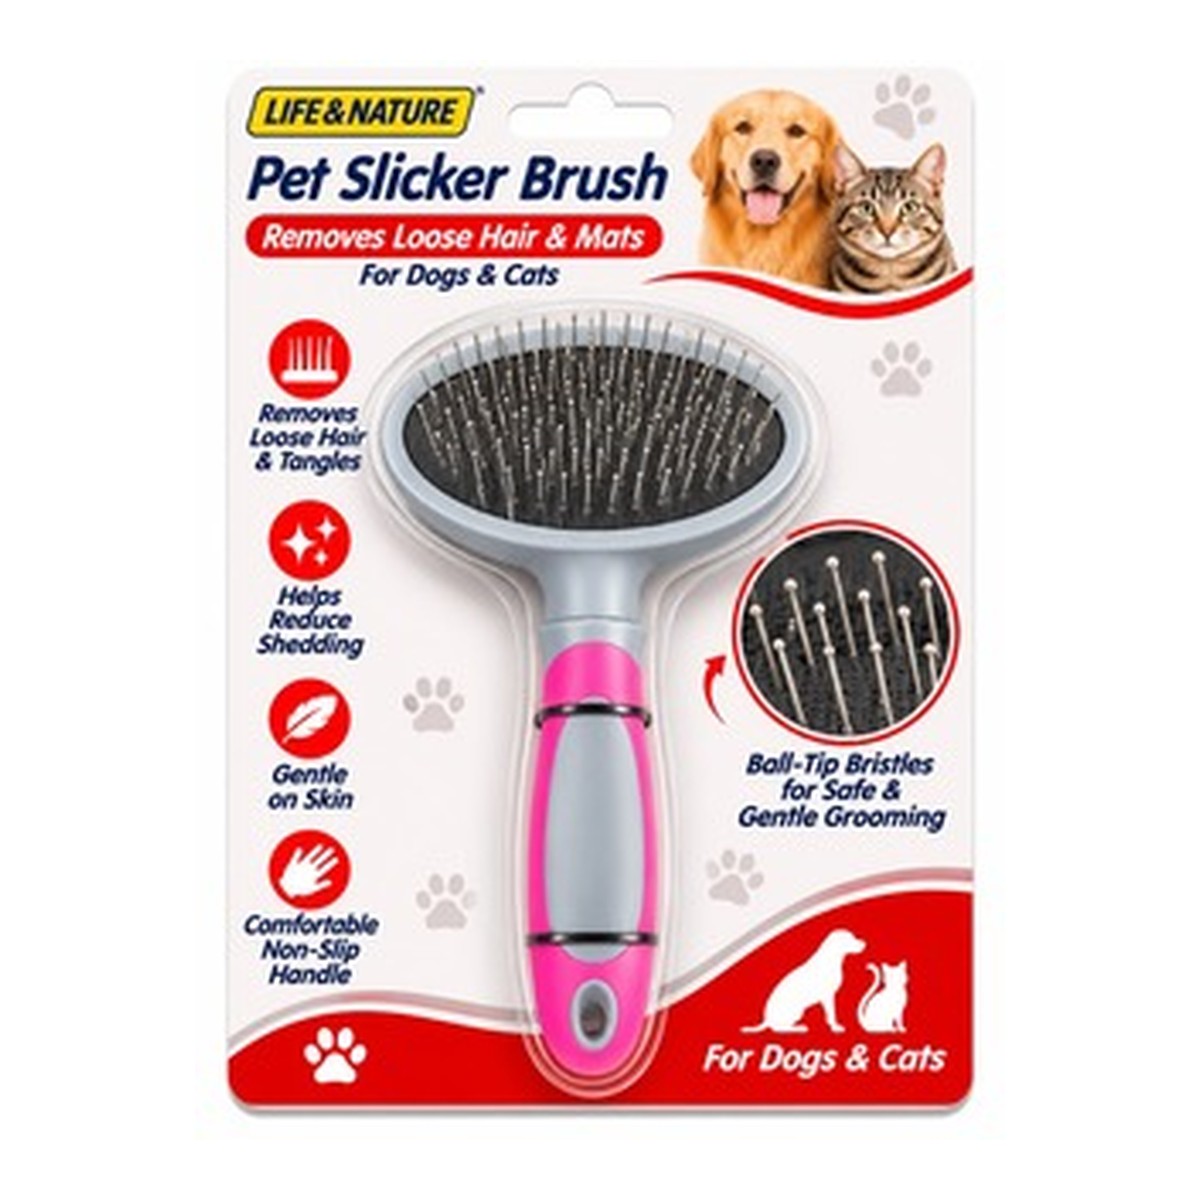 LIFE&NATURE
Pet Slicker Brush
Removes Loose Hair & Mats
For Dogs & Cats
Removes
Loose Hair
& Tangles
Helps
Reduce
Shedding
Gentle
on Skin
Comfortable
Non-Slip
Handle
Ball-Tip Bristles
for Safe &
Gentle Grooming
For Dogs & Cats